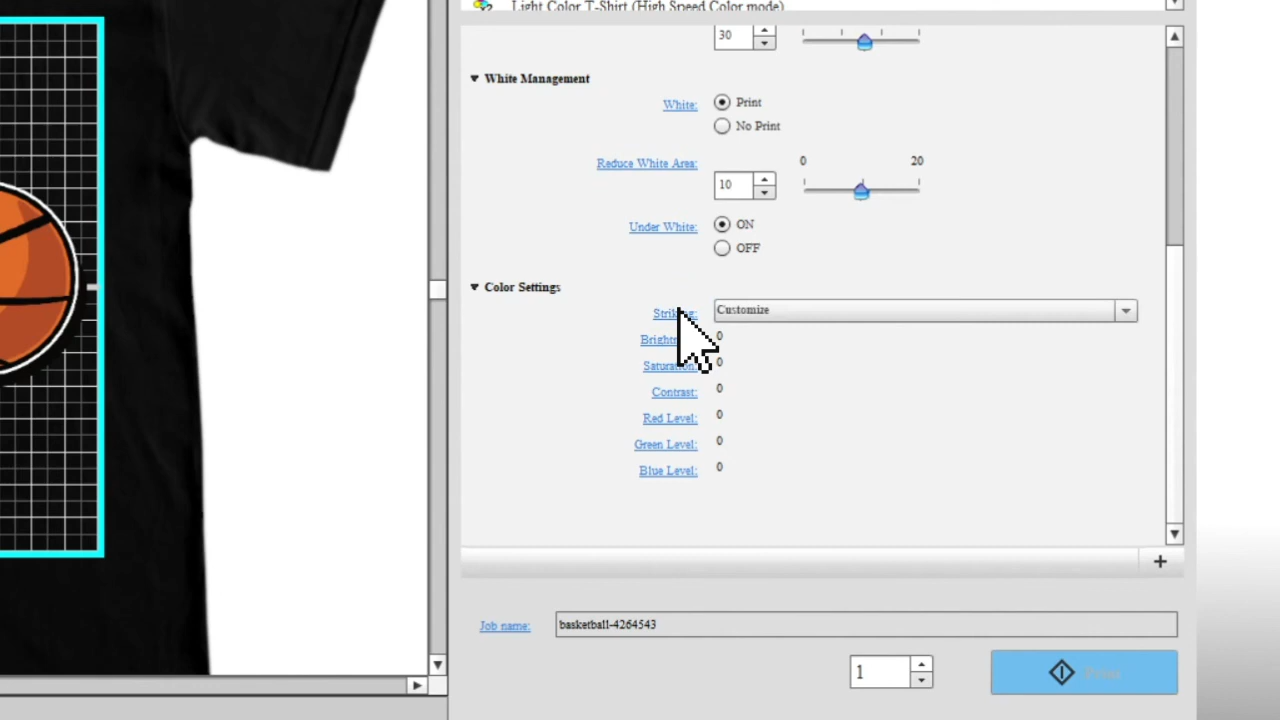 Light Color T-Shirt (High Speed Color mode)
30
White Management
White: Print
No Print
Reduce White Area: 0 20
10
Under White: ON
OFF
Color Settings
Customize
0
0
Contrast: 0
Red Level: 0
Green Level: 0
Blue Level: 0
+
Job name: basketball-4264543
1 Print